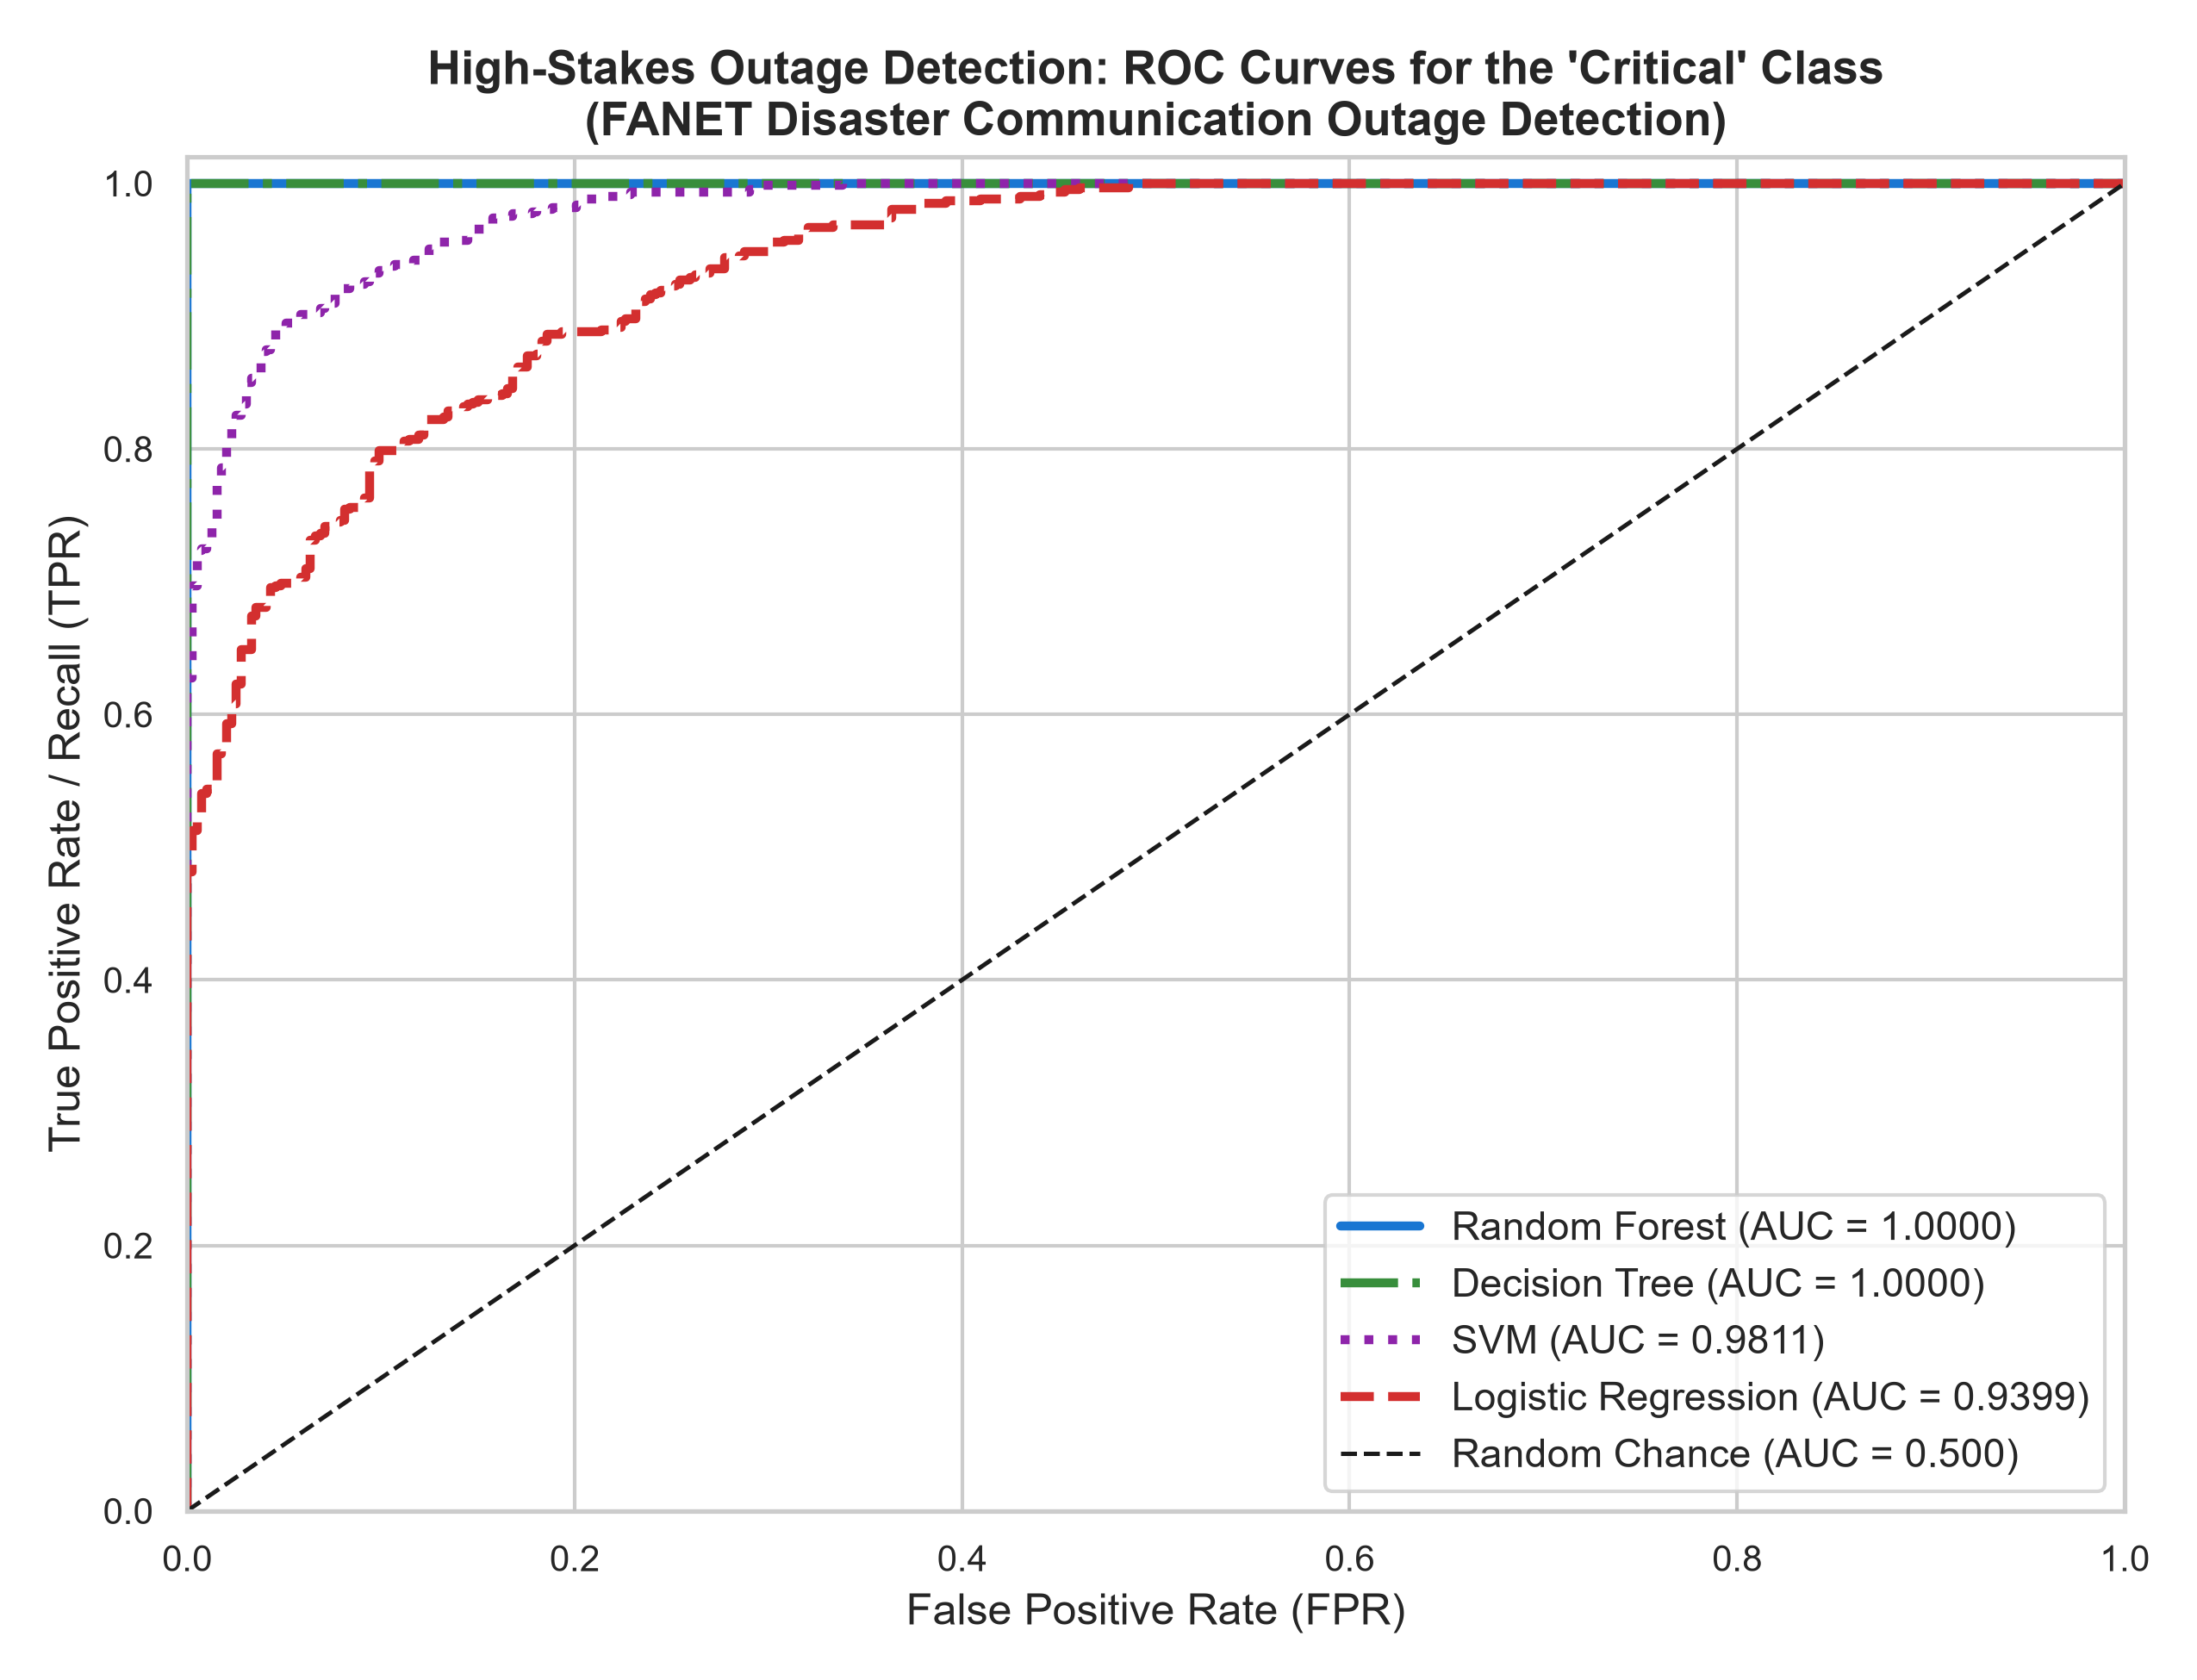 High-Stakes Outage Detection: ROC Curves for the 'Critical' Class
(FANET Disaster Communication Outage Detection)
True Positive Rate / Recall (TPR)
1.0
0.8
0.6
0.4
0.2
0.0
0.0
0.2
0.4
0.6
0.8
1.0
False Positive Rate (FPR)
Random Forest (AUC = 1.0000)
Decision Tree (AUC = 1.0000)
SVM (AUC = 0.9811)
Logistic Regression (AUC = 0.9399)
Random Chance (AUC = 0.500)